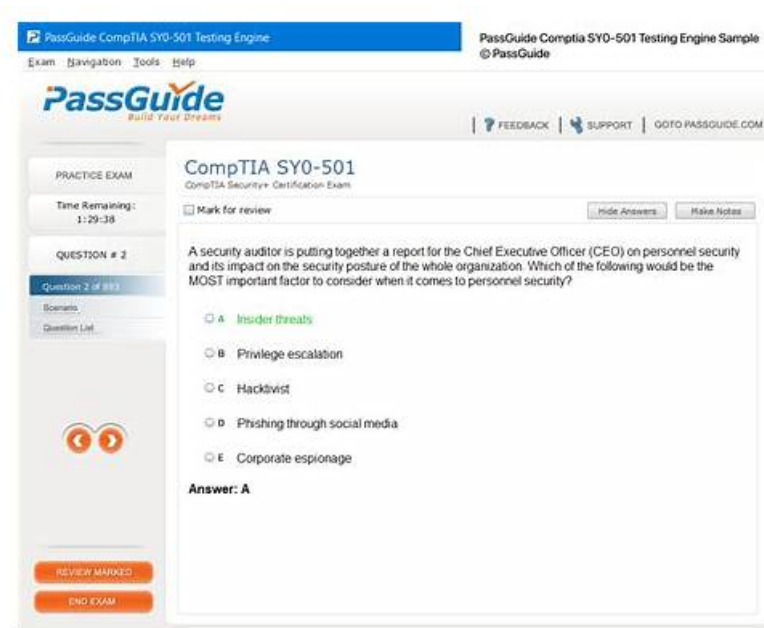 PassGuide CompTIA SY0-501 Testing Engine
PassGuide Comptia SY0-501 Testing Engine Sample
© PassGuide
Exam Navigation Tools Help
PassGuide
Build Your Dreams
FEEDBACK | SUPPORT | GOTO PASSGUIDE.COM
PRACTICE EXAM
Time Remaining:
1:29:38
QUESTION # 2
Question 2 of 893
Scenario
Question List
REVIEW MARKED
END EXAM
CompTIA SY0-501
CompTIA Security+ Certification Exam
Mark for review
Hide Answers
Make Notes
A security auditor is putting together a report for the Chief Executive Officer (CEO) on personnel security
and its impact on the security posture of the whole organization. Which of the following would be the
MOST important factor to consider when it comes to personnel security?
A Insider threats
B Privilege escalation
C Hacktivist
D Phishing through social media
E Corporate espionage
Answer: A